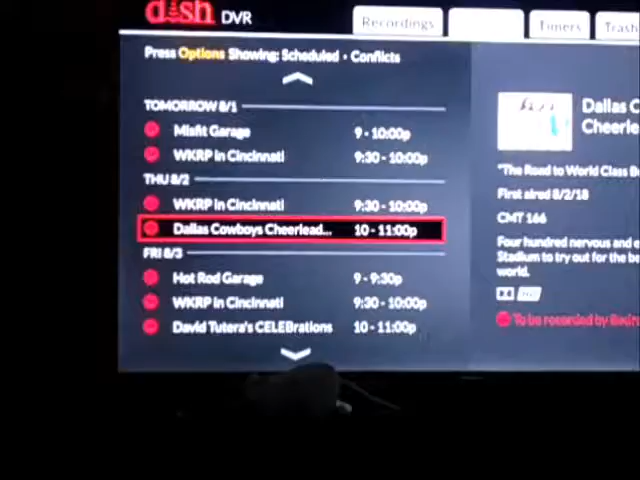 dish DVR
Recordings
Timers
Trash
Press Options Showing: Scheduled • Conflicts
TOMORROW 8/1
Misfit Garage 9 - 10:00p
WKRP in Cincinnati 9:30 - 10:00p
THU 8/2
WKRP in Cincinnati 9:30 - 10:00p
Dallas Cowboys Cheerlead... 10 - 11:00p
FRI 8/3
Hot Rod Garage 9 - 9:30p
WKRP in Cincinnati 9:30 - 10:00p
David Tutera's CELEBrations 10 - 11:00p
Dallas C
Cheerle
"The Road to World Class B
First aired 8/2/18
CMT 166
Four hundred nervous and e
Stadium to try out for the be
world.
HD
To be recorded by